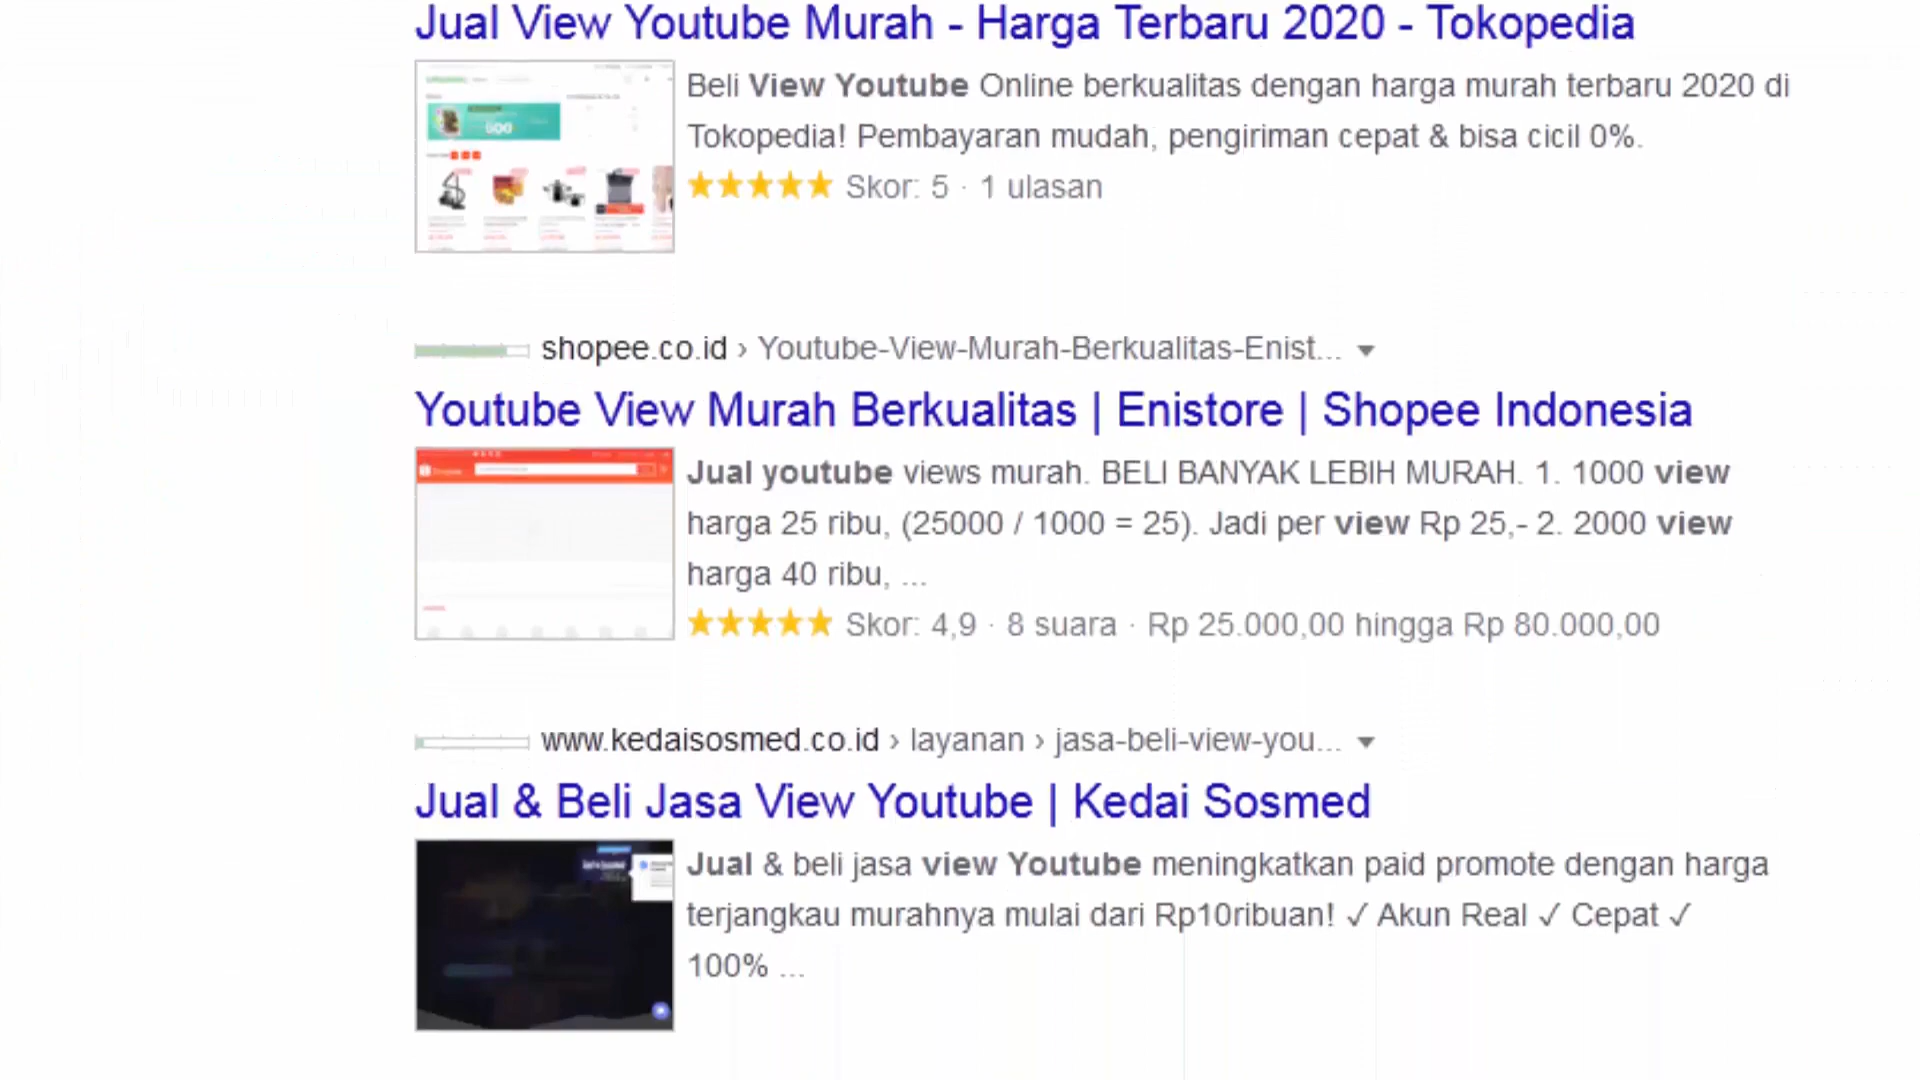 Jual View Youtube Murah - Harga Terbaru 2020 - Tokopedia
Beli View Youtube Online berkualitas dengan harga murah terbaru 2020 di
Tokopedia! Pembayaran mudah, pengiriman cepat & bisa cicil 0%.
Skor: 5 · 1 ulasan
shopee.co.id › Youtube-View-Murah-Berkualitas-Enist...
Youtube View Murah Berkualitas | Enistore | Shopee Indonesia
Jual youtube views murah. BELI BANYAK LEBIH MURAH. 1. 1000 view
harga 25 ribu, (25000 / 1000 = 25). Jadi per view Rp 25,- 2. 2000 view
harga 40 ribu, ...
Skor: 4,9 · 8 suara · Rp 25.000,00 hingga Rp 80.000,00
www.kedaisosmed.co.id › layanan › jasa-beli-view-you...
Jual & Beli Jasa View Youtube | Kedai Sosmed
Jual & beli jasa view Youtube meningkatkan paid promote dengan harga
terjangkau murahnya mulai dari Rp10ribuan! ✓ Akun Real ✓ Cepat ✓
100% ...